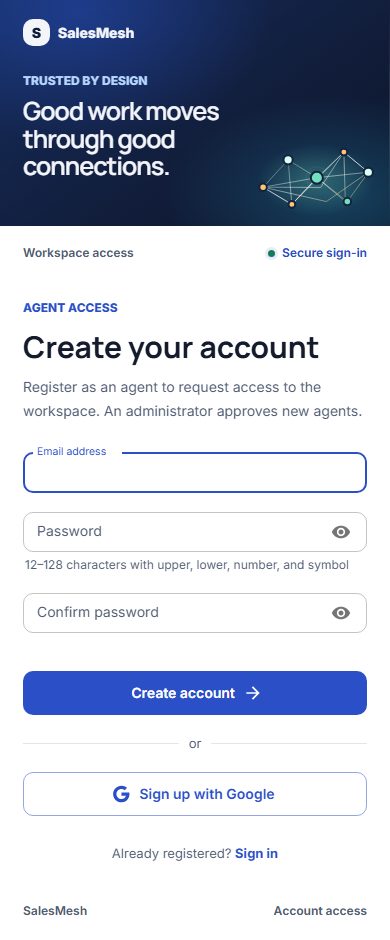 S SalesMesh
TRUSTED BY DESIGN
Good work moves
through good
connections.
Workspace access
Secure sign-in
AGENT ACCESS
Create your account
Register as an agent to request access to the
workspace. An administrator approves new agents.
Email address
Password
12–128 characters with upper, lower, number, and symbol
Confirm password
Create account →
or
G Sign up with Google
Already registered? Sign in
SalesMesh
Account access